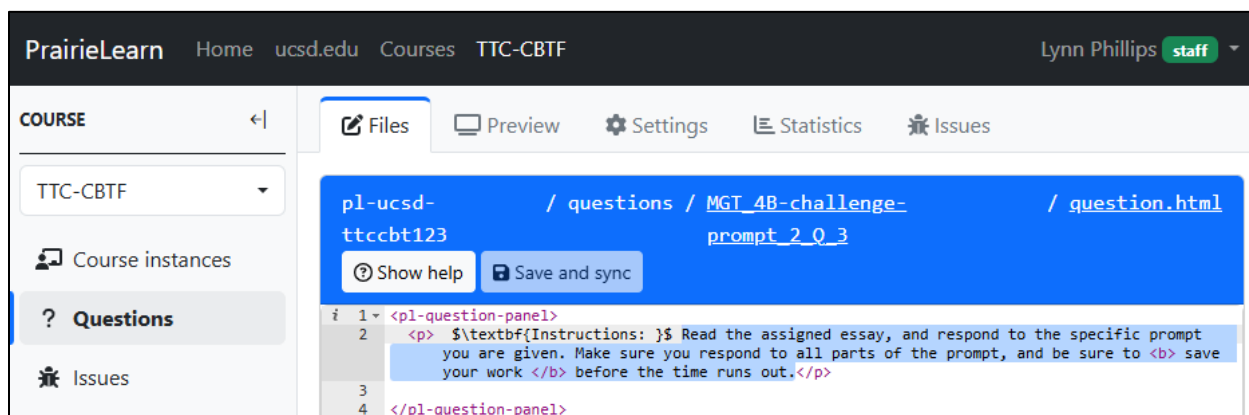 PrairieLearn Home ucsd.edu Courses TTC-CBTF Lynn Phillips staff
COURSE
TTC-CBTF
Course instances
? Questions
Issues
Files Preview Settings Statistics Issues
pl-ucsd- / questions / MGT_4B-challenge- / question.html
ttccbt123 prompt_2_Q_3
Show help Save and sync
i 1 <pl-question-panel>
2 <p> $\textbf{Instructions: }$ Read the assigned essay, and respond to the specific prompt
you are given. Make sure you respond to all parts of the prompt, and be sure to <b> save
your work </b> before the time runs out.</p>
3
4 </pl-question-panel>